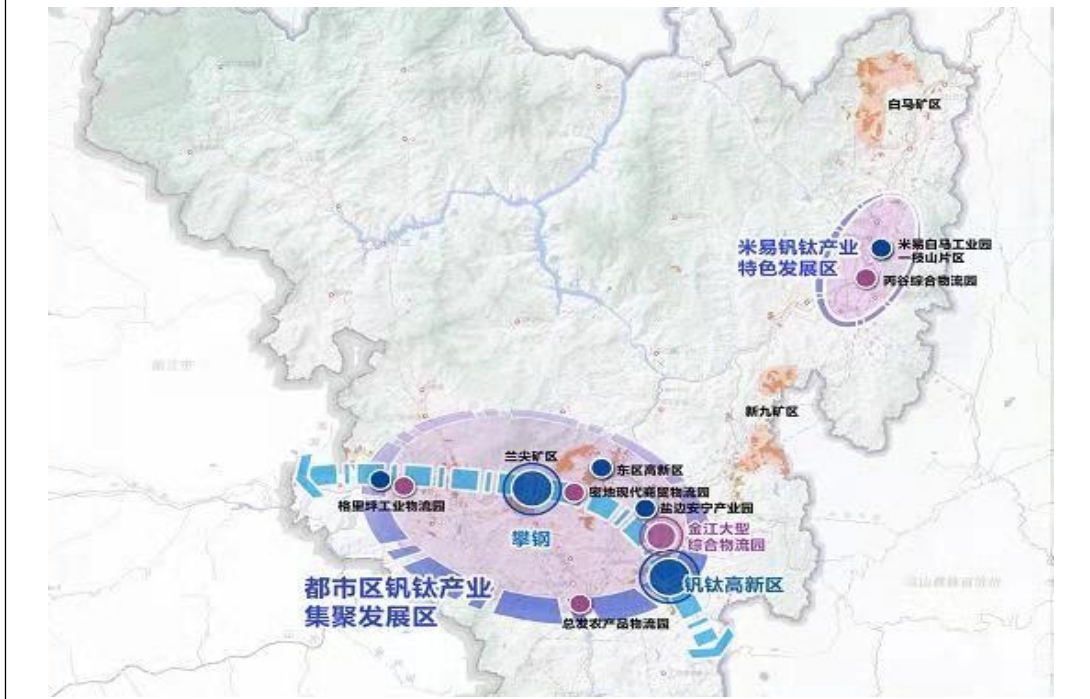 白马矿区
米易钒钛产业
特色发展区
米易白马工业园
一枝山片区
丙谷综合物流园
新九矿区
兰尖矿区
东区高新区
密地现代商贸物流园
格里坪工业物流园
盐边安宁产业园
金江大型
综合物流园
攀钢
钒钛高新区
都市区钒钛产业
集聚发展区
总发农产品物流园
丽江市